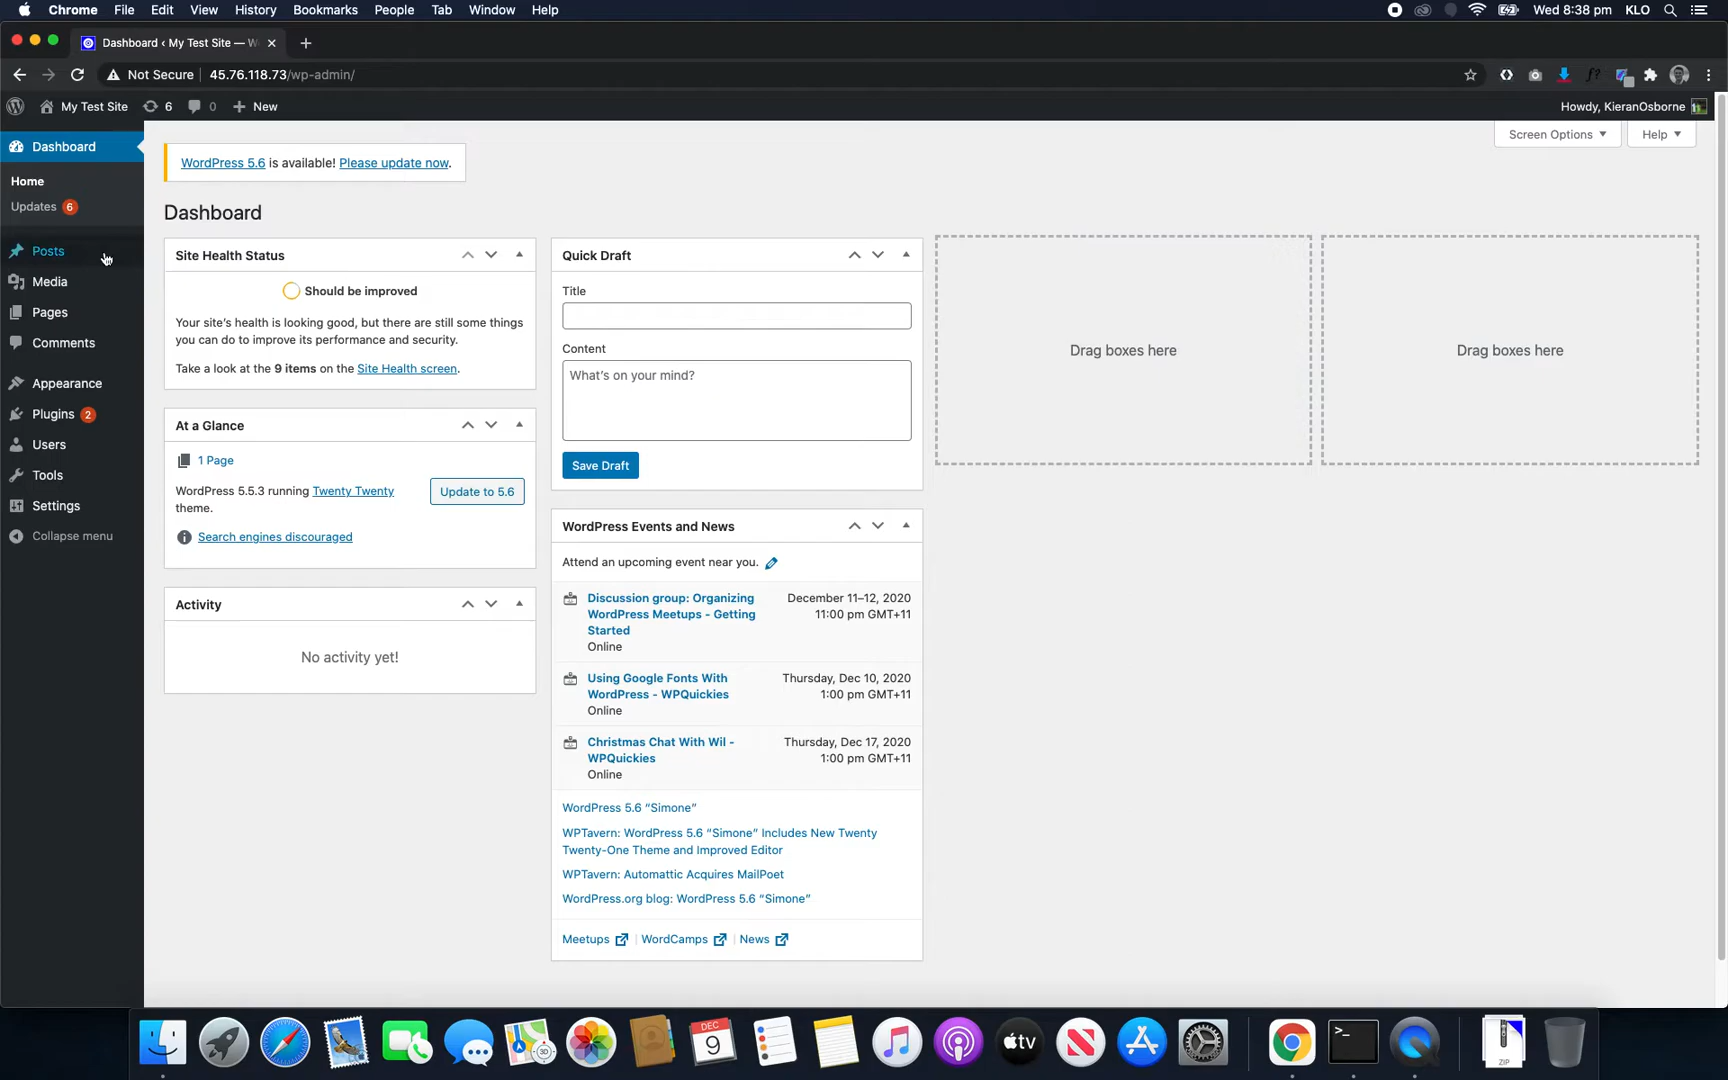 Chrome File Edit View History Bookmarks People Tab Window Help Wed 8:38 pm KLO
Dashboard ‹ My Test Site — W
Not Secure 45.76.118.73/wp-admin/
My Test Site 6 0 New Howdy, KieranOsborne
Screen Options Help
Dashboard
Home
Updates 6
Posts
Media
Pages
Comments
Appearance
Plugins 2
Users
Tools
Settings
Collapse menu
WordPress 5.6 is available! Please update now.
Dashboard
Site Health Status
Should be improved
Your site's health is looking good, but there are still some things
you can do to improve its performance and security.
Take a look at the 9 items on the Site Health screen.
At a Glance
1 Page
WordPress 5.5.3 running Twenty Twenty
theme.
Update to 5.6
Search engines discouraged
Activity
No activity yet!
Quick Draft
Title
Content
What's on your mind?
Save Draft
WordPress Events and News
Attend an upcoming event near you.
Discussion group: Organizing
WordPress Meetups - Getting
Started
Online
December 11–12, 2020
11:00 pm GMT+11
Using Google Fonts With
WordPress - WPQuickies
Online
Thursday, Dec 10, 2020
1:00 pm GMT+11
Christmas Chat With Wil -
WPQuickies
Online
Thursday, Dec 17, 2020
1:00 pm GMT+11
WordPress 5.6 “Simone”
WPTavern: WordPress 5.6 “Simone” Includes New Twenty
Twenty-One Theme and Improved Editor
WPTavern: Automattic Acquires MailPoet
WordPress.org blog: WordPress 5.6 “Simone”
Meetups | WordCamps | News
Drag boxes here
Drag boxes here
DEC
9
3D
tv
>_
ZIP